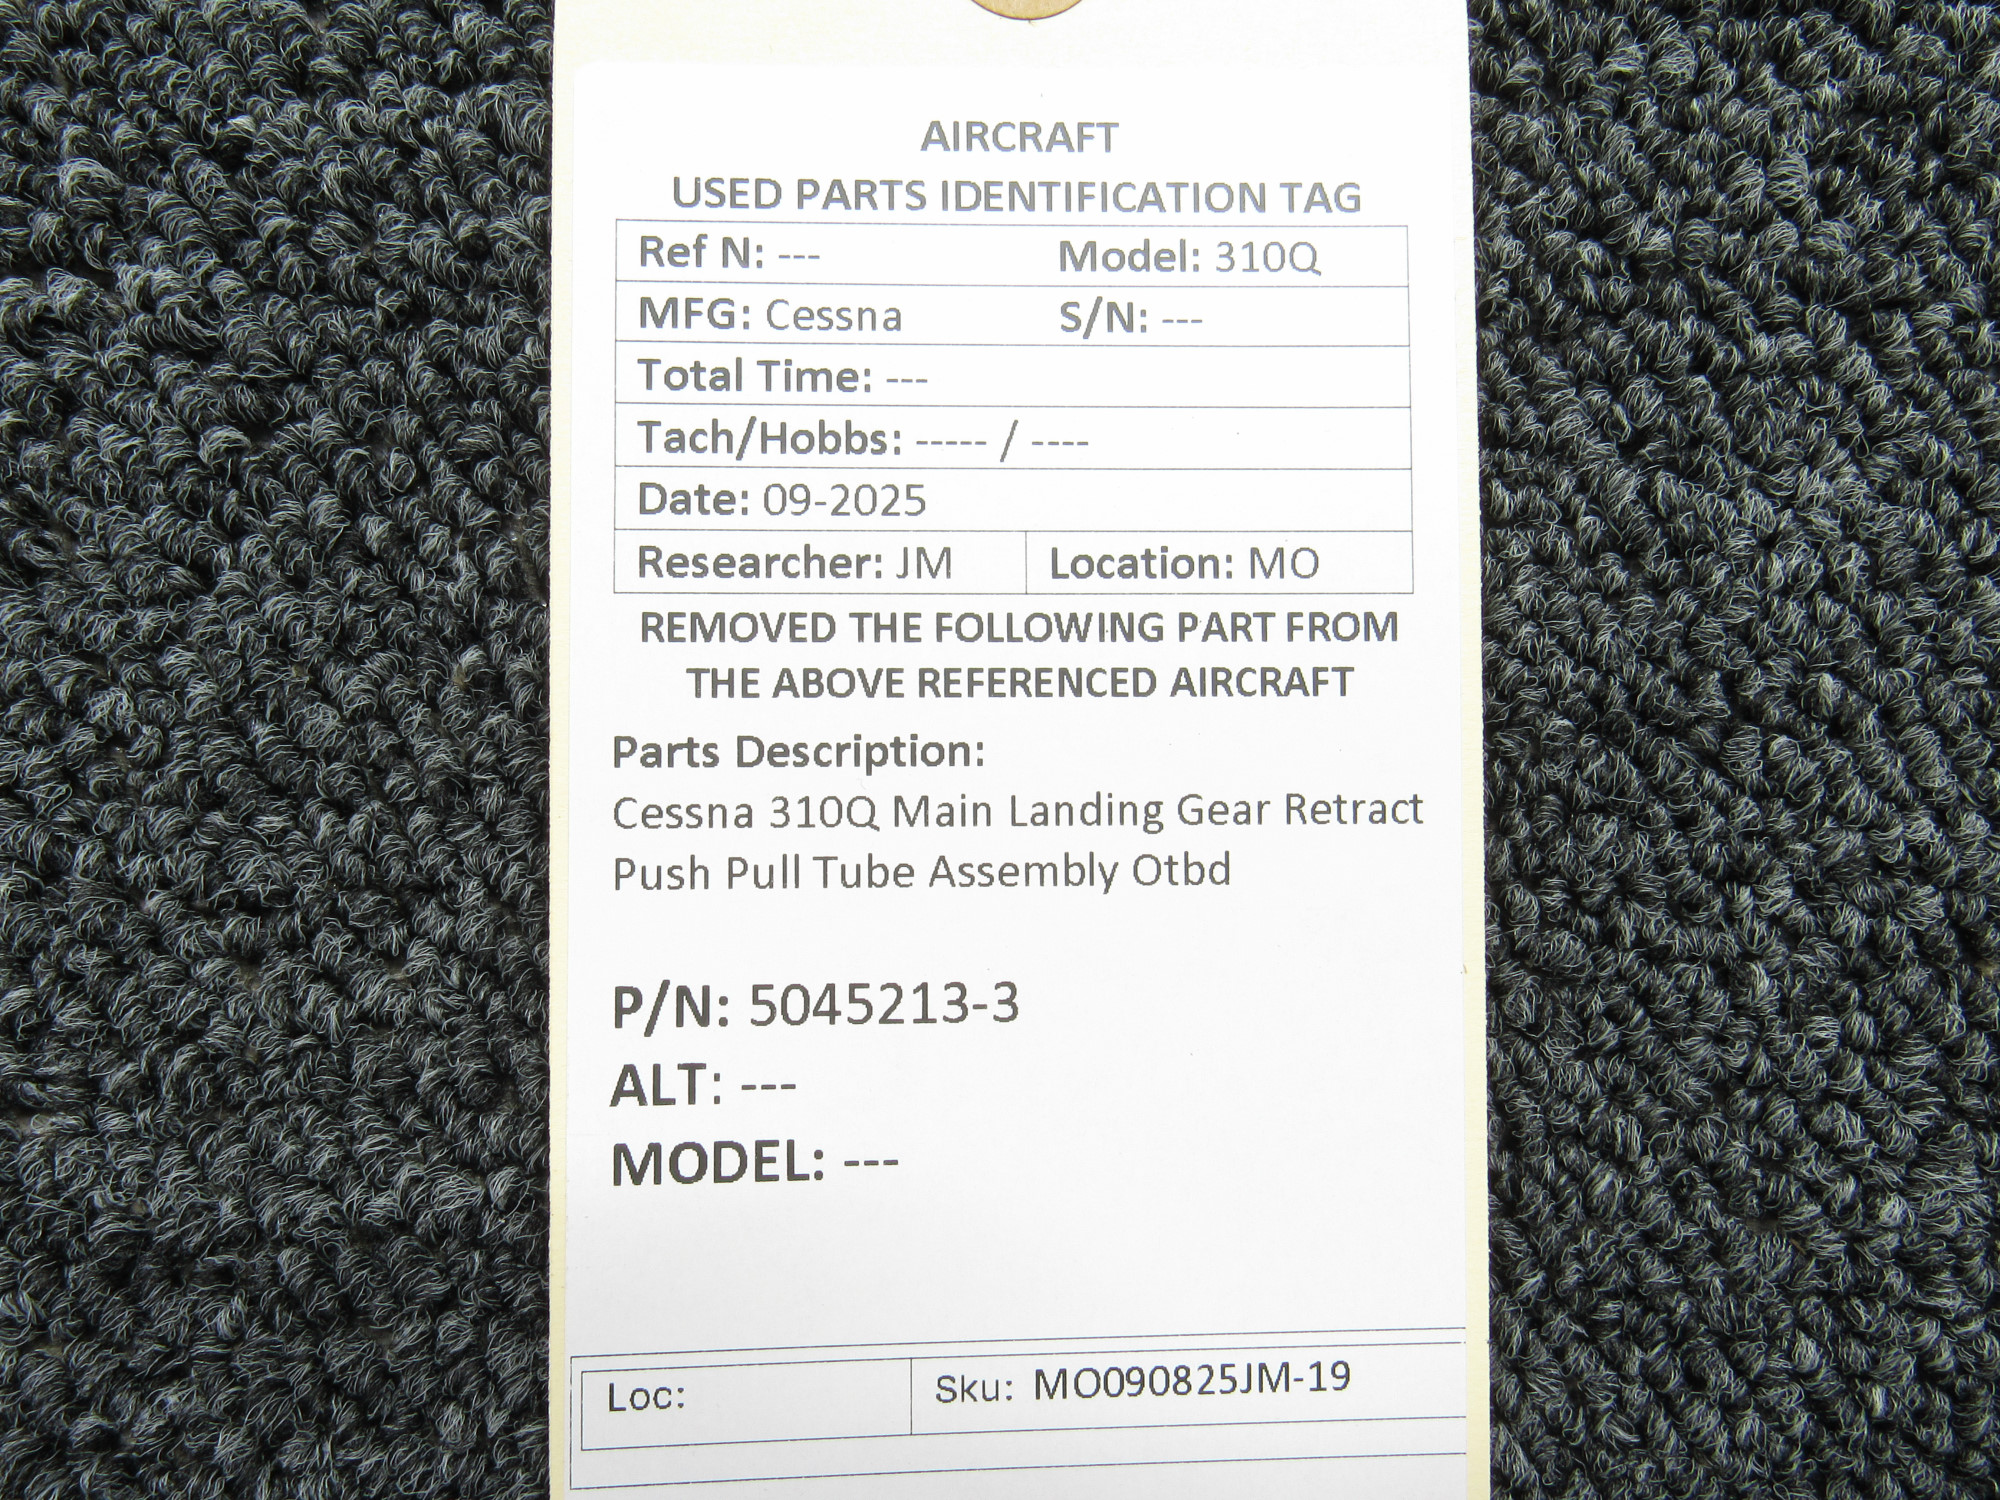 AIRCRAFT
USED PARTS IDENTIFICATION TAG
Ref N: --- Model: 310Q
MFG: Cessna S/N: ---
Total Time: ---
Tach/Hobbs: ----- / ----
Date: 09-2025
Researcher: JM Location: MO
REMOVED THE FOLLOWING PART FROM
THE ABOVE REFERENCED AIRCRAFT
Parts Description:
Cessna 310Q Main Landing Gear Retract
Push Pull Tube Assembly Otbd
P/N: 5045213-3
ALT: ---
MODEL: ---
Loc: Sku: MO090825JM-19